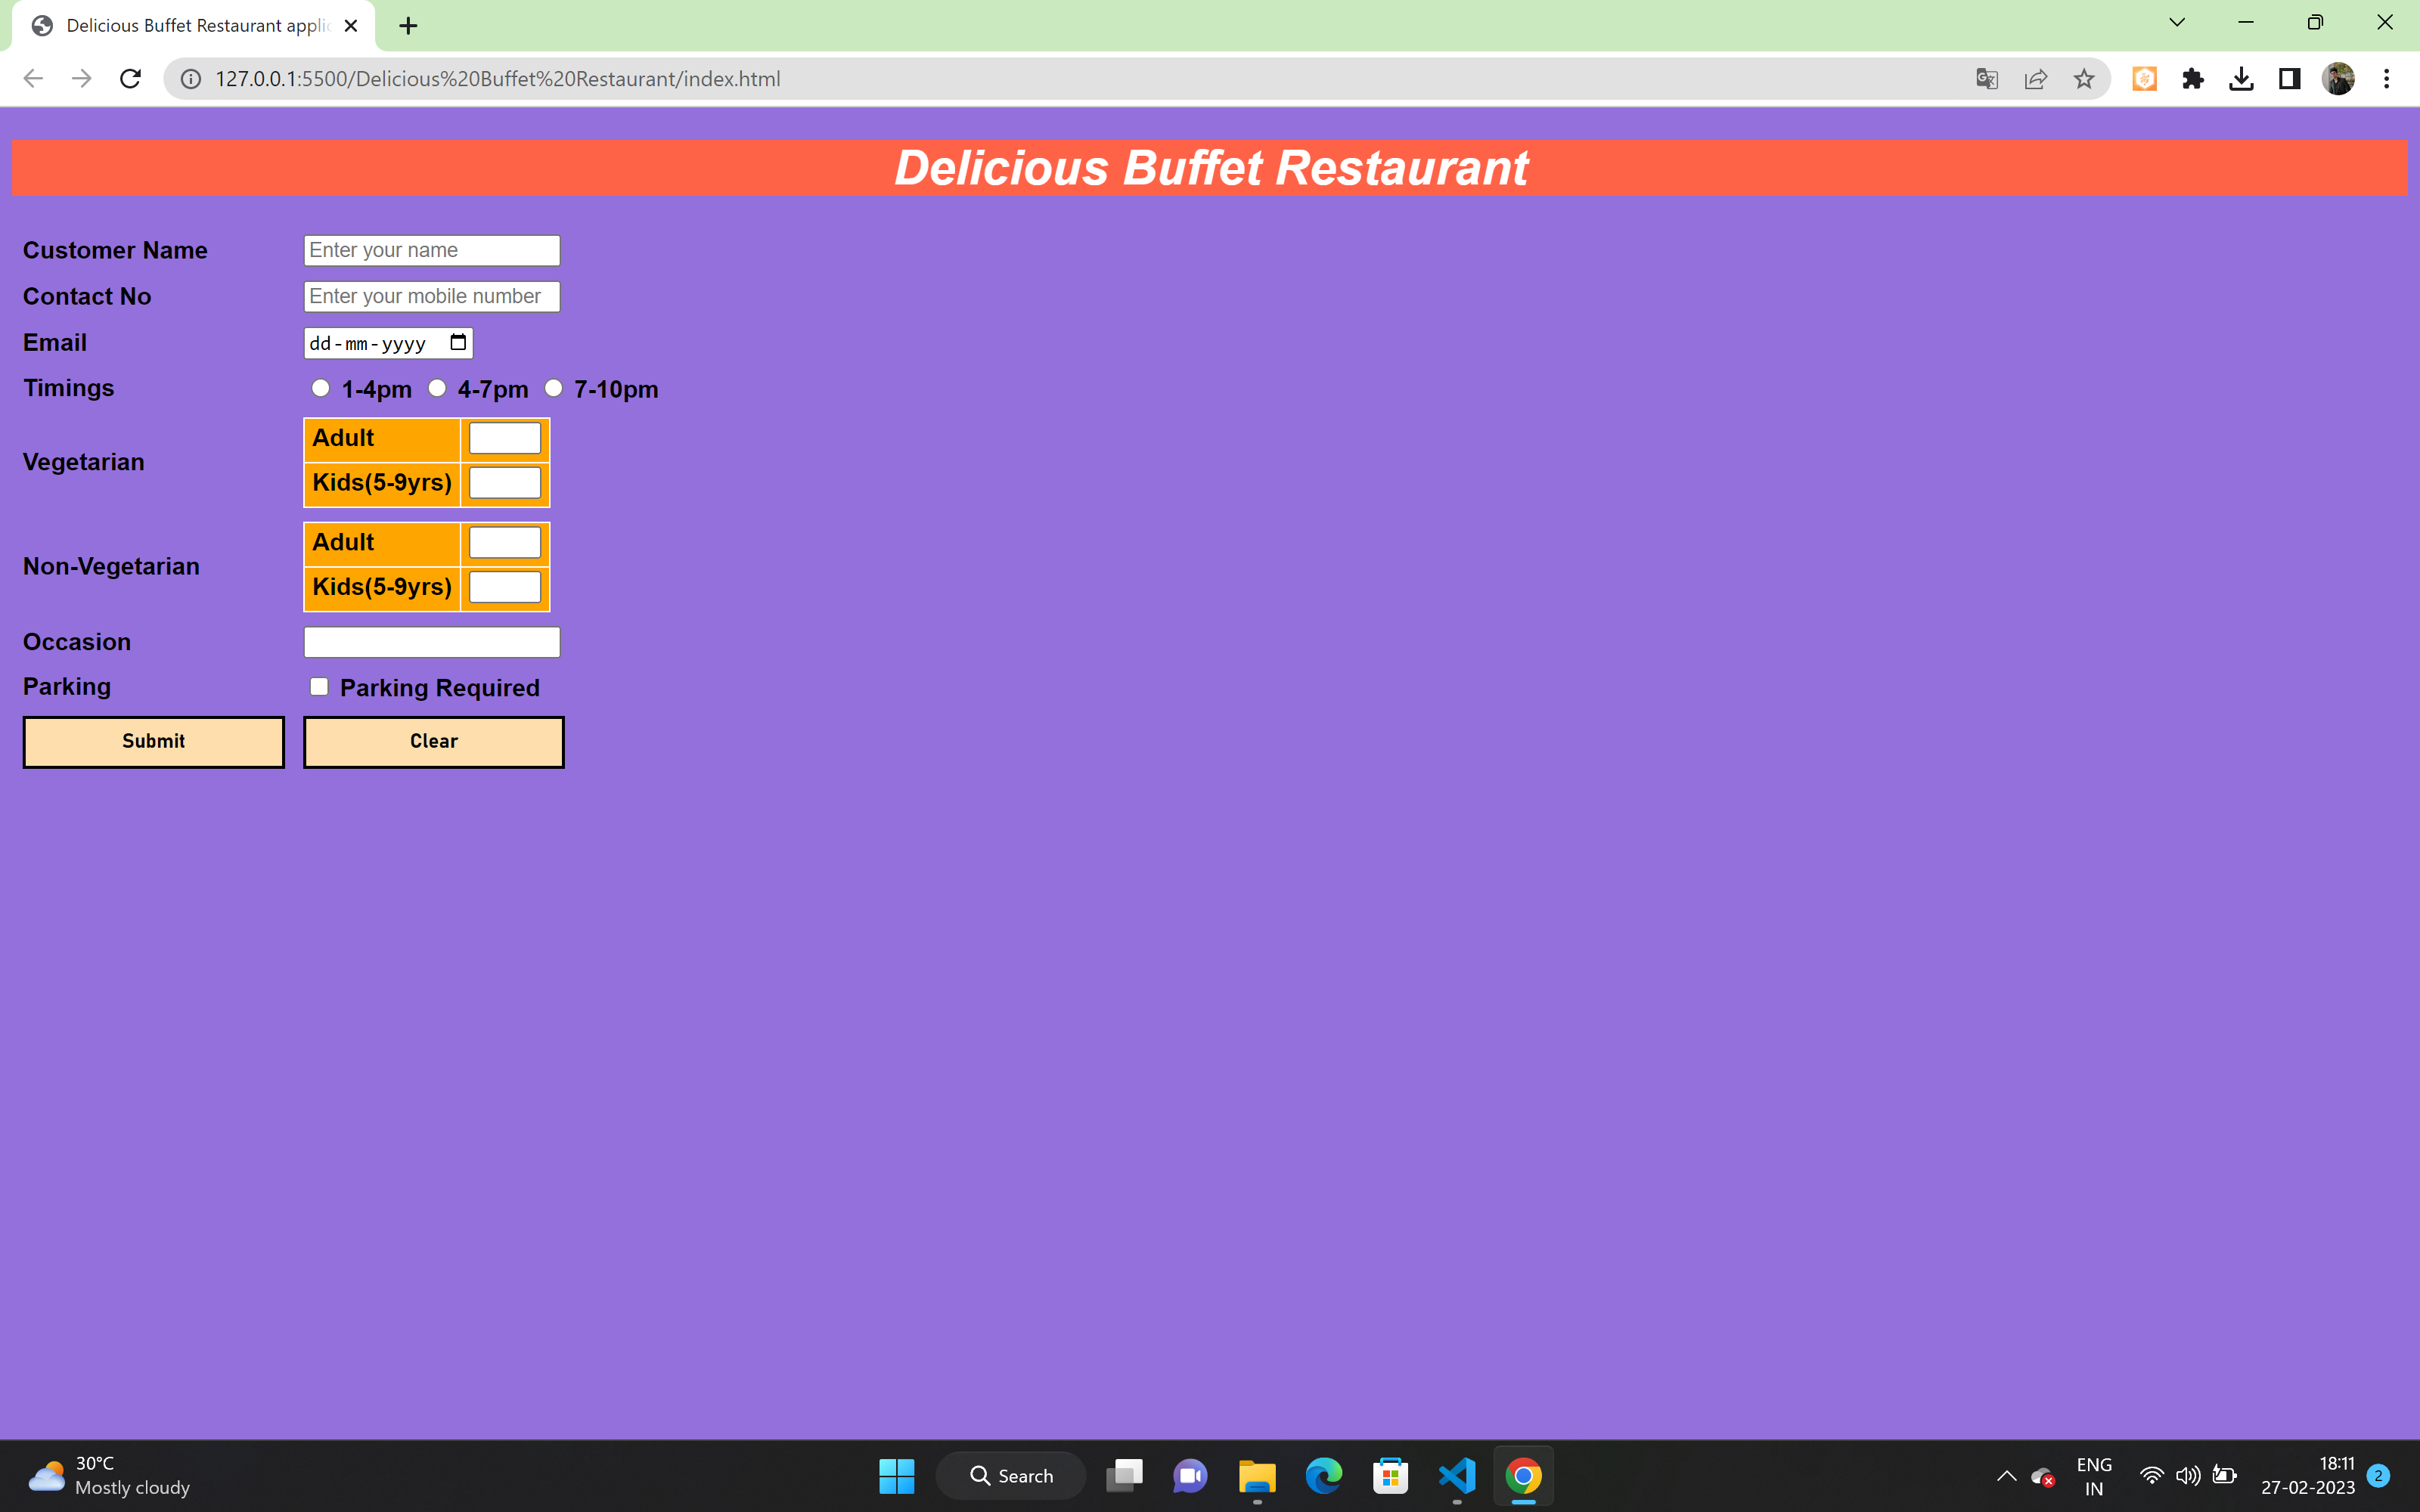 Delicious Buffet Restaurant applic
127.0.0.1:5500/Delicious%20Buffet%20Restaurant/index.html
Delicious Buffet Restaurant
Customer Name Enter your name
Contact No Enter your mobile number
Email dd-mm-yyyy
Timings 1-4pm 4-7pm 7-10pm
Vegetarian
Adult
Kids(5-9yrs)
Non-Vegetarian
Adult
Kids(5-9yrs)
Occasion
Parking Parking Required
Submit Clear
30°C
Mostly cloudy
Search
ENG
IN
18:11
27-02-2023
2